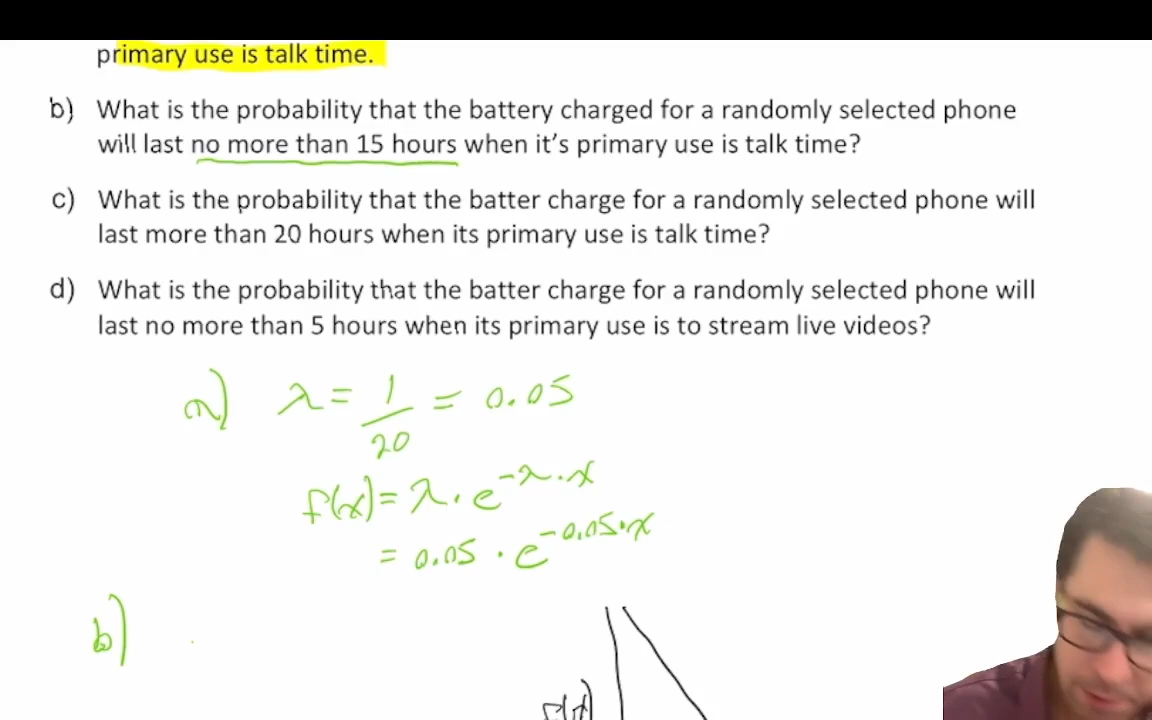 primary use is talk time.
b) What is the probability that the battery charged for a randomly selected phone
will last no more than 15 hours when it's primary use is talk time?
c) What is the probability that the batter charge for a randomly selected phone will
last more than 20 hours when its primary use is talk time?
d) What is the probability that the batter charge for a randomly selected phone will
last no more than 5 hours when its primary use is to stream live videos?
a) λ = 1/20 = 0.05
f(x) = λ · e^(-λ·x)
= 0.05 · e^(-0.05·x)
b)
f(x)